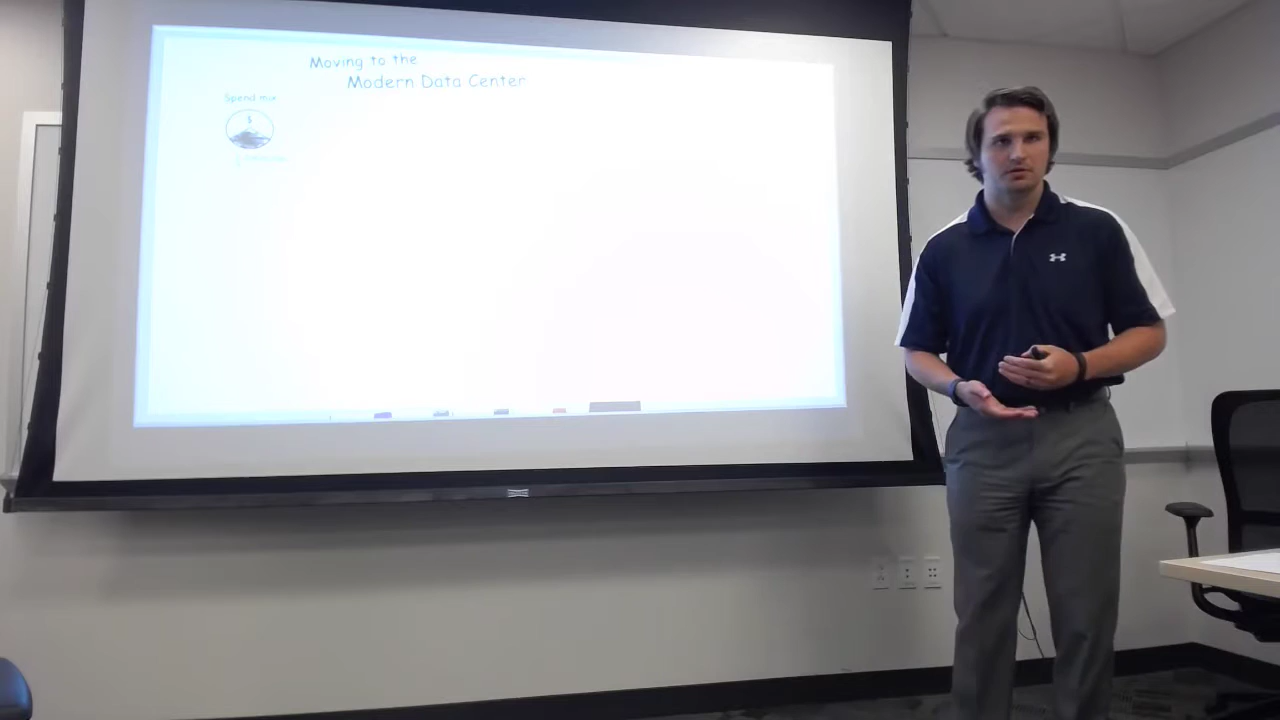 Moving to the
Modern Data Center
Spend mix
$